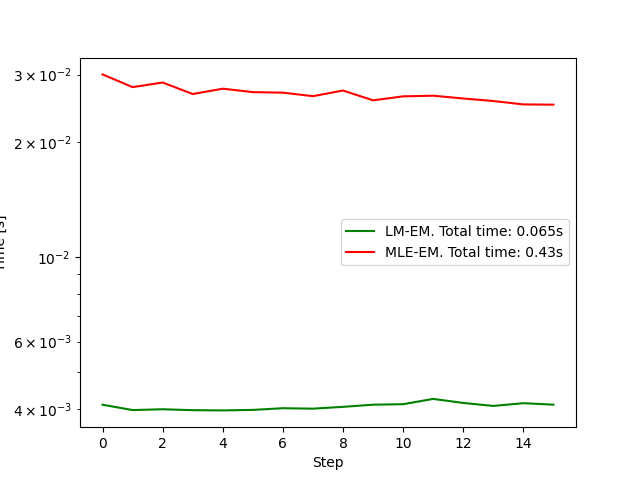 3 × 10⁻²
2 × 10⁻²
10⁻²
6 × 10⁻³
4 × 10⁻³
LM-EM. Total time: 0.065s
MLE-EM. Total time: 0.43s
0 2 4 6 8 10 12 14
Step